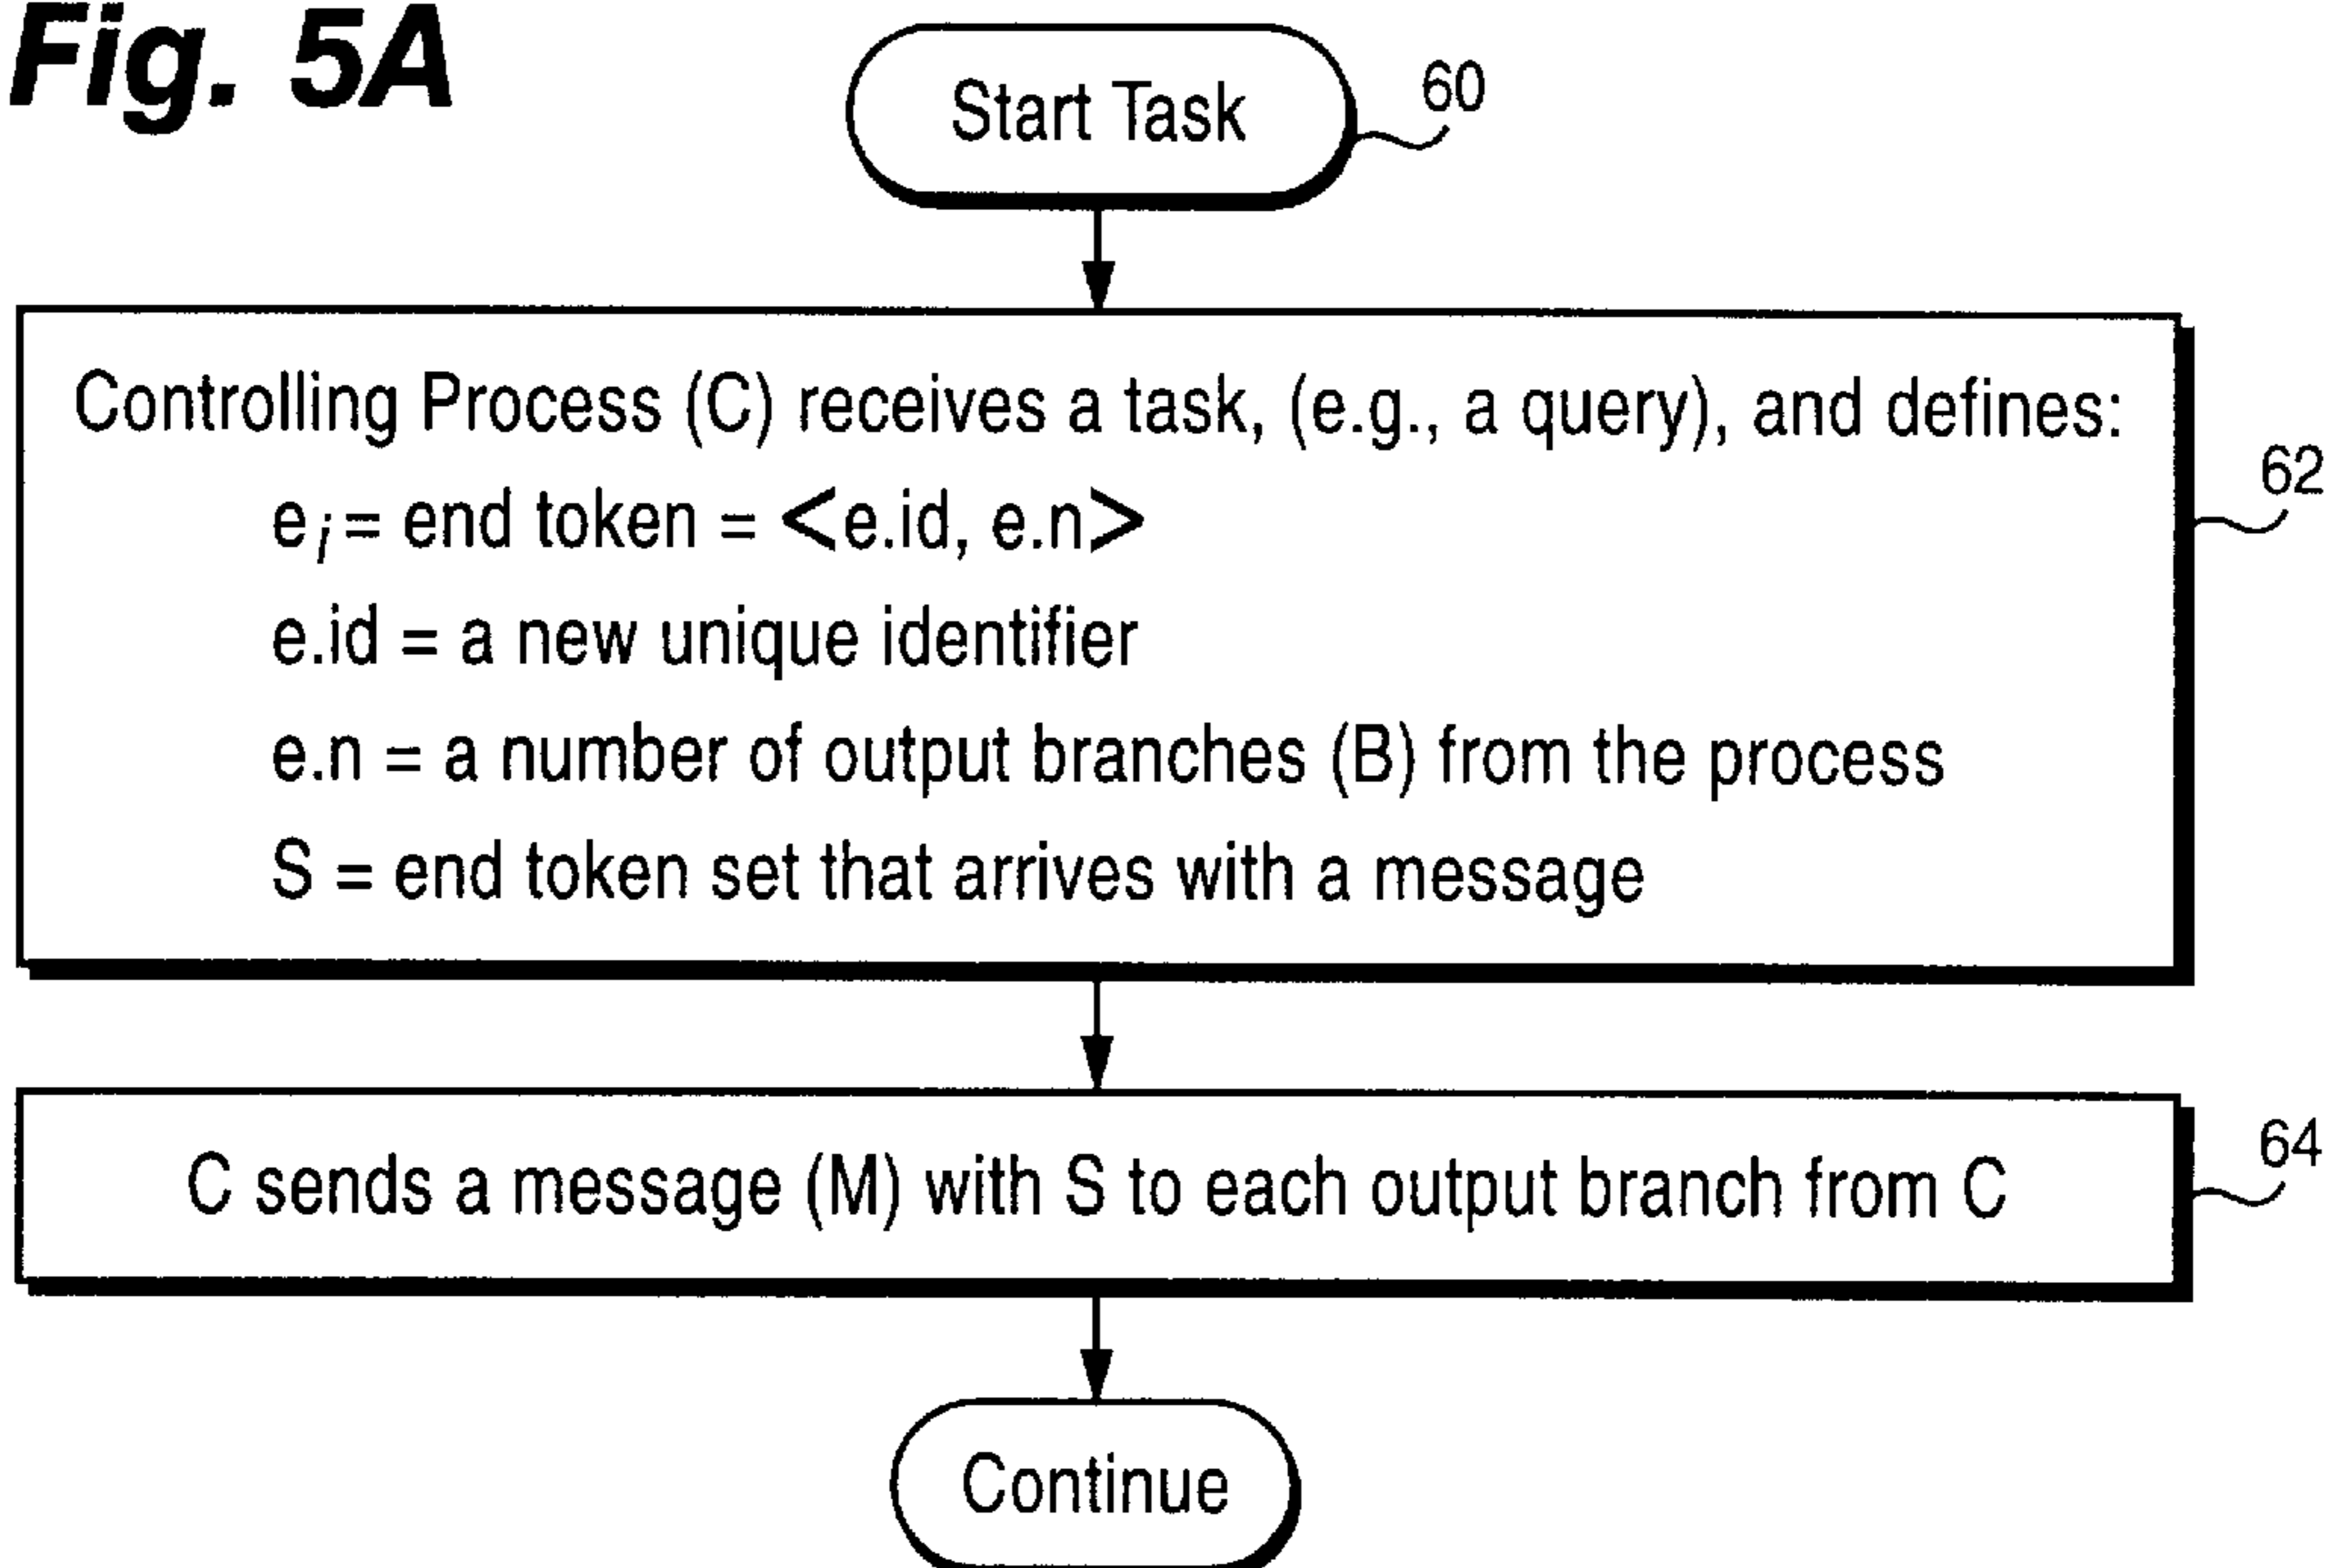 Fig. 5A
Start Task
60
Controlling Process (C) receives a task, (e.g., a query), and defines:
eᵢ = end token = <e.id, e.n>
62
e.id = a new unique identifier
e.n = a number of output branches (B) from the process
S = end token set that arrives with a message
C sends a message (M) with S to each output branch from C
64
Continue